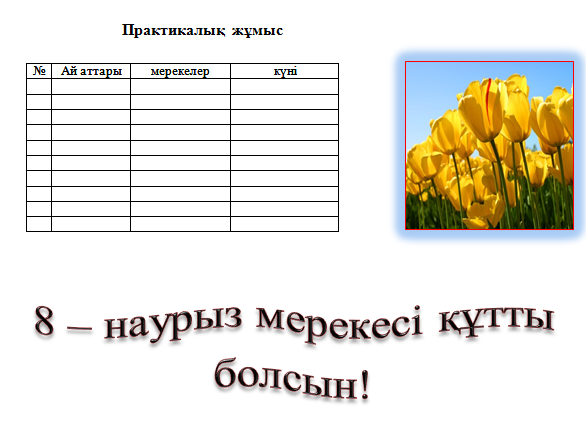 Практикалық жұмыс
№ Ай аттары мерекелер күні
8 – наурыз мерекесі құтты
болсын!